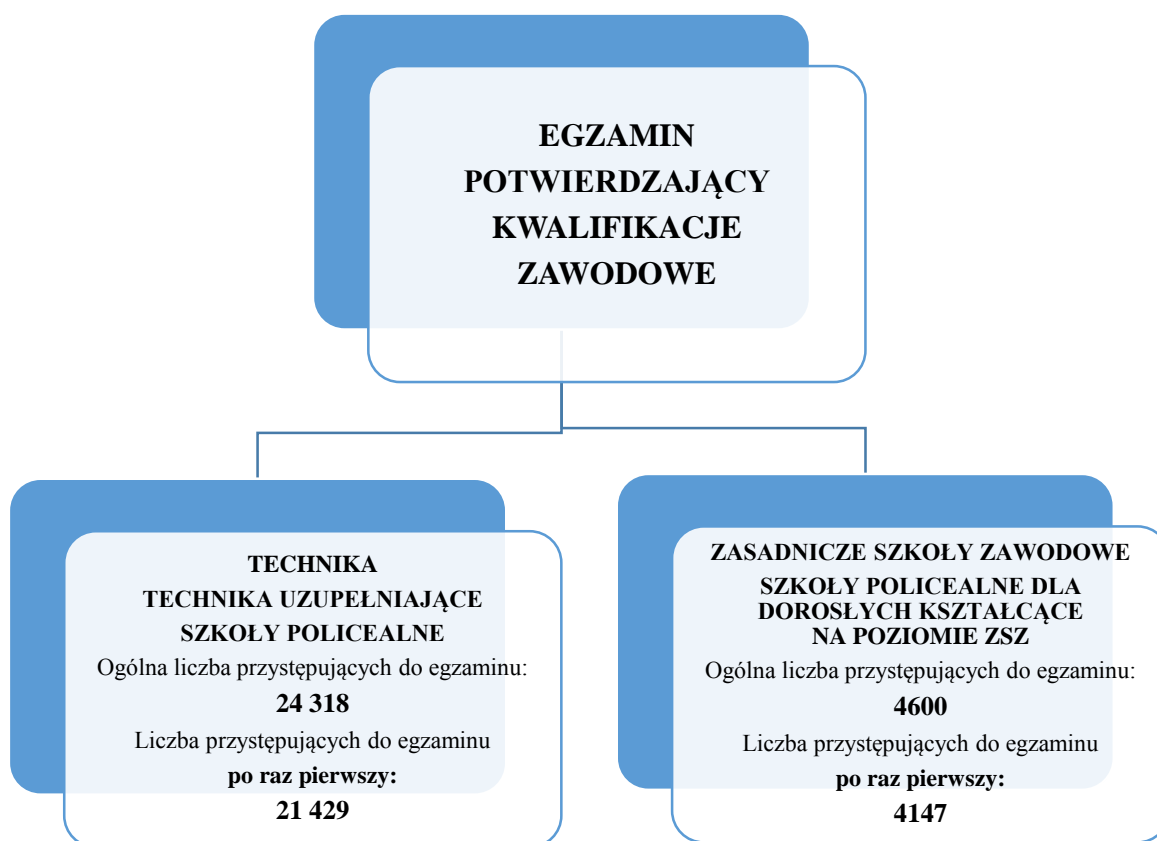 EGZAMIN
POTWIERDZAJĄCY
KWALIFIKACJE
ZAWODOWE
TECHNIKA
TECHNIKA UZUPEŁNIAJĄCE
SZKOŁY POLICEALNE
Ogólna liczba przystępujących do egzaminu:
24 318
Liczba przystępujących do egzaminu
po raz pierwszy:
21 429
ZASADNICZE SZKOŁY ZAWODOWE
SZKOŁY POLICEALNE DLA
DOROSŁYCH KSZTAŁCĄCE
NA POZIOMIE ZSZ
Ogólna liczba przystępujących do egzaminu:
4600
Liczba przystępujących do egzaminu
po raz pierwszy:
4147